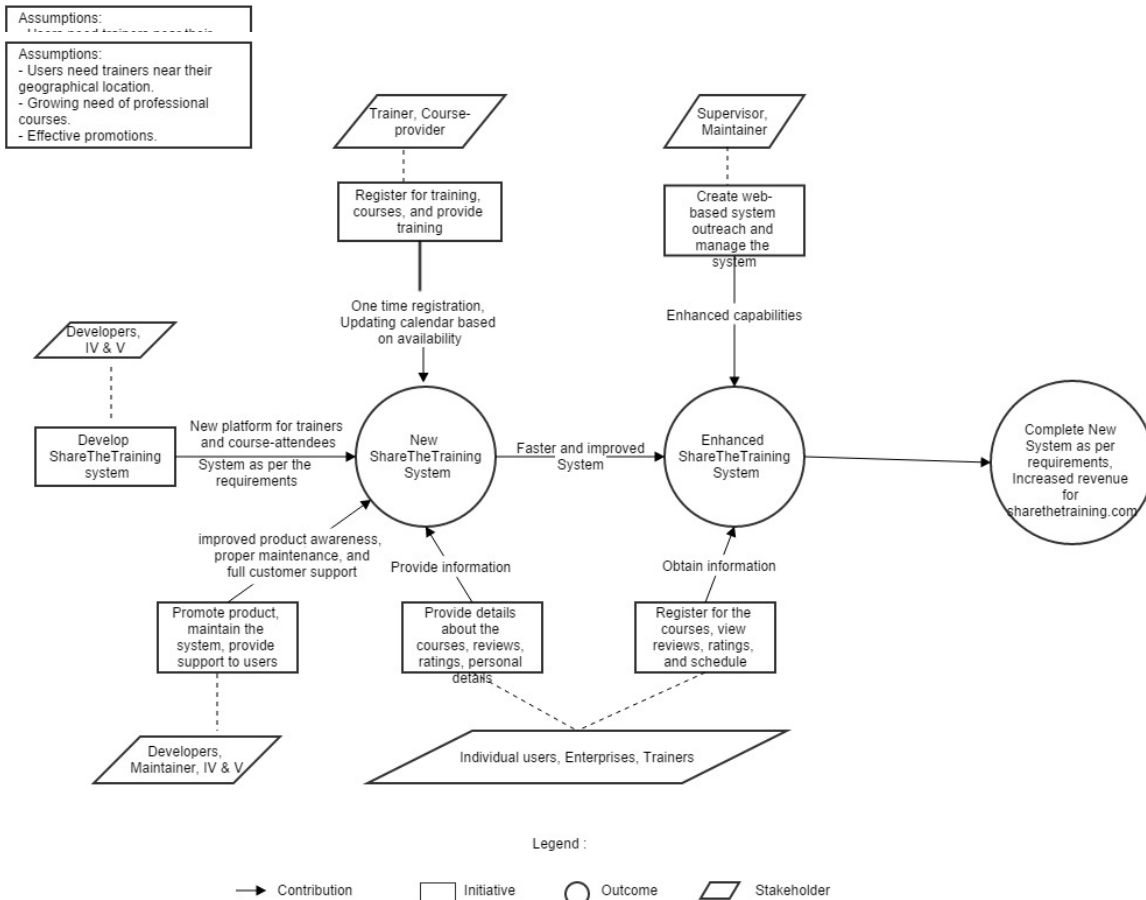 Assumptions:
- Users need trainers near their
Assumptions:
- Users need trainers near their
geographical location.
- Growing need of professional
courses.
- Effective promotions.
Trainer, Course-
provider
Supervisor,
Maintainer
Register for training,
courses, and provide
training
Create web-
based system
outreach and
manage the
system
One time registration,
Updating calendar based
on availability
Enhanced capabilities
Developers,
IV & V
Develop
ShareTheTraining
system
New platform for trainers
and course-attendees
System as per the
requirements
New
ShareTheTraining
System
Faster and improved
System
Enhanced
ShareTheTraining
System
Complete New
System as per
requirements,
Increased revenue
for
sharethetraining.com
improved product awareness,
proper maintenance, and
full customer support
Provide information
Obtain information
Promote product,
maintain the
system, provide
support to users
Provide details
about the
courses, reviews,
ratings, personal
details
Register for the
courses, view
reviews, ratings,
and schedule
Developers,
Maintainer, IV & V
Individual users, Enterprises, Trainers
Legend :
Contribution
Initiative
Outcome
Stakeholder